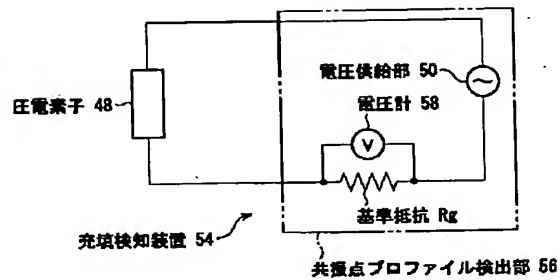 電圧供給部 50
圧電素子 48
電圧計 58
V
基準抵抗 Rg
充填検知装置 54
共振点プロファイル検出部 56